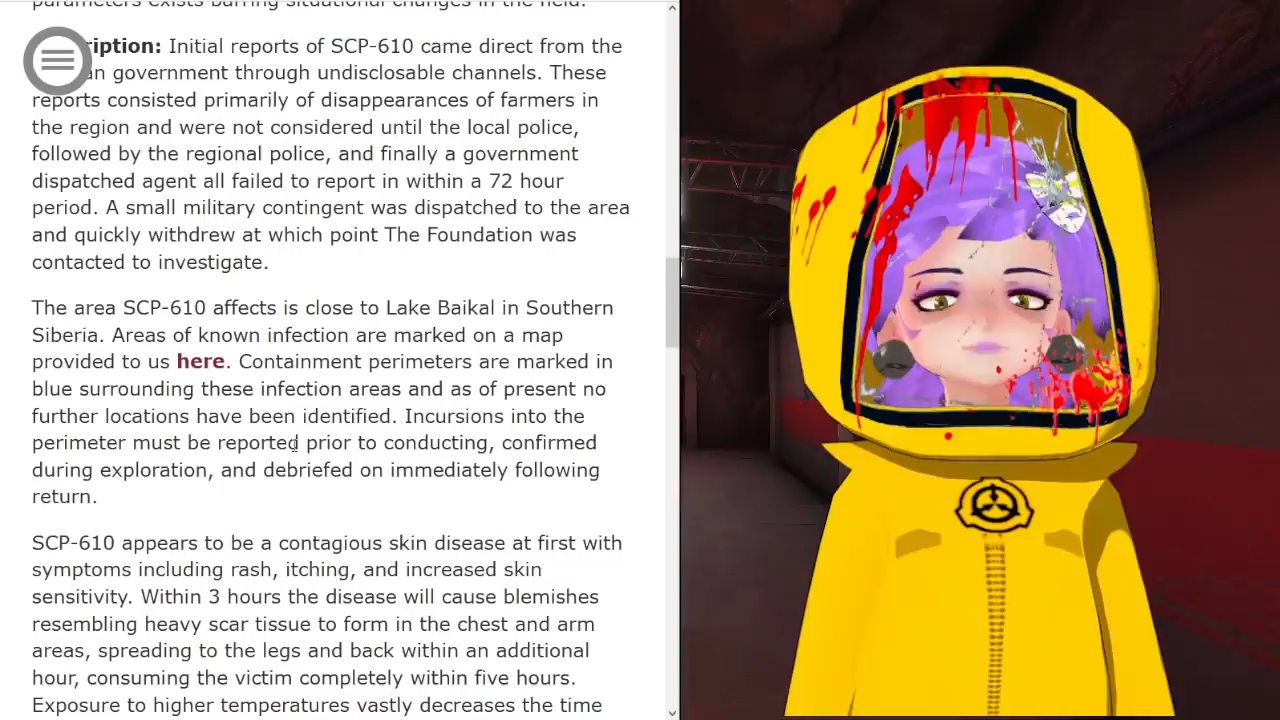 parameters exists barring situational changes in the field.
ription: Initial reports of SCP-610 came direct from the
an government through undisclosable channels. These
reports consisted primarily of disappearances of farmers in
the region and were not considered until the local police,
followed by the regional police, and finally a government
dispatched agent all failed to report in within a 72 hour
period. A small military contingent was dispatched to the area
and quickly withdrew at which point The Foundation was
contacted to investigate.
The area SCP-610 affects is close to Lake Baikal in Southern
Siberia. Areas of known infection are marked on a map
provided to us here. Containment perimeters are marked in
blue surrounding these infection areas and as of present no
further locations have been identified. Incursions into the
perimeter must be reported prior to conducting, confirmed
during exploration, and debriefed on immediately following
return.
SCP-610 appears to be a contagious skin disease at first with
symptoms including rash, itching, and increased skin
sensitivity. Within 3 hours the disease will cause blemishes
resembling heavy scar tissue to form in the chest and arm
areas, spreading to the legs and back within an additional
hour, consuming the victim completely within five hours.
Exposure to higher temperatures vastly decreases the time